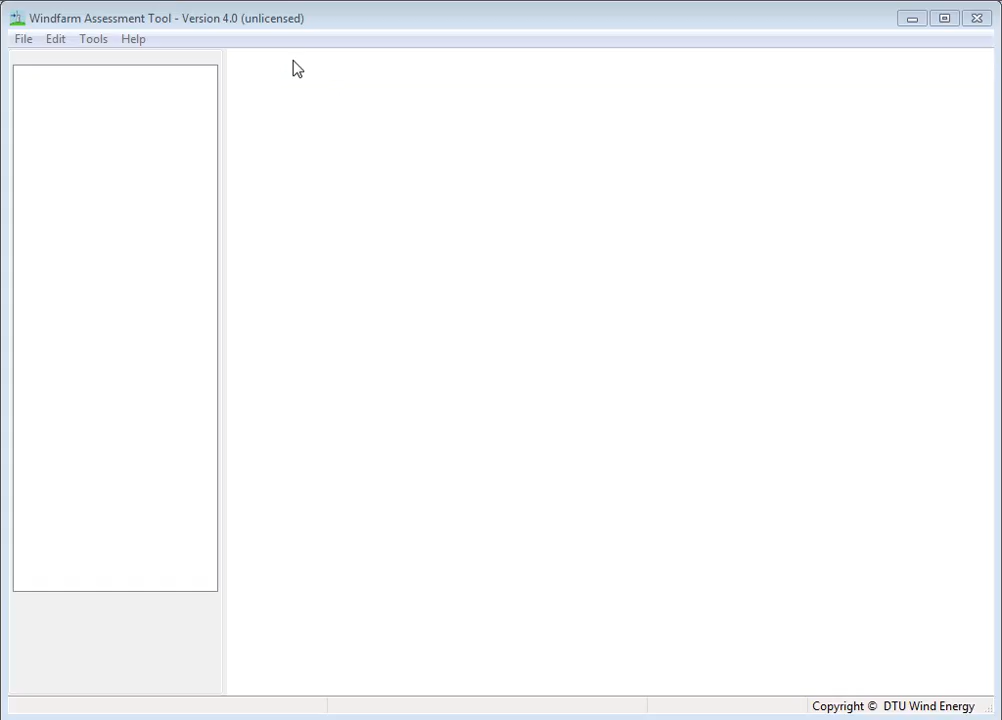 Windfarm Assessment Tool - Version 4.0 (unlicensed)
File Edit Tools Help
Copyright © DTU Wind Energy